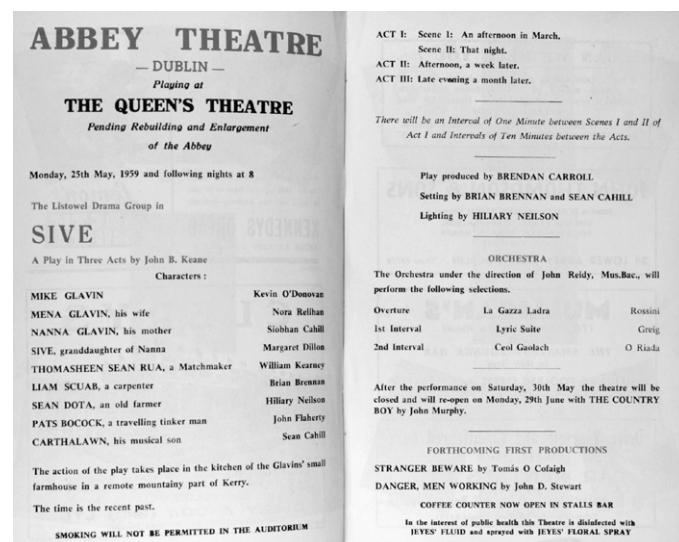 ABBEY THEATRE
— DUBLIN —
Playing at
THE QUEEN'S THEATRE
Pending Rebuilding and Enlargement
of the Abbey
Monday, 25th May, 1959 and following nights at 8
The Listowel Drama Group in
SIVE
A Play in Three Acts by John B. Keane
Characters :
MIKE GLAVIN Kevin O'Donovan
MENA GLAVIN, his wife Nora Relihan
NANNA GLAVIN, his mother Siobhan Cahill
SIVE, granddaughter of Nanna Margaret Dillon
THOMASHEEN SEAN RUA, a Matchmaker William Kearney
LIAM SCUAB, a carpenter Brian Brennan
SEAN DOTA, an old farmer Hiliary Neilson
PATS BOCOCK, a travelling tinker man John Flaherty
CARTHALAWN, his musical son Sean Cahill
The action of the play takes place in the kitchen of the Glavins' small
farmhouse in a remote mountainy part of Kerry.
The time is the recent past.
SMOKING WILL NOT BE PERMITTED IN THE AUDITORIUM
ACT I: Scene I: An afternoon in March.
Scene II: That night.
ACT II: Afternoon, a week later.
ACT III: Late evening a month later.
There will be an Interval of One Minute between Scenes I and II of
Act I and Intervals of Ten Minutes between the Acts.
Play produced by BRENDAN CARROLL
Setting by BRIAN BRENNAN and SEAN CAHILL
Lighting by HILIARY NEILSON
ORCHESTRA
The Orchestra under the direction of John Reidy, Mus.Bac., will
perform the following selections.
Overture La Gazza Ladra Rossini
1st Interval Lyric Suite Greig
2nd Interval Ceol Gaolach O Riada
After the performance on Saturday, 30th May the theatre will be
closed and will re-open on Monday, 29th June with THE COUNTRY
BOY by John Murphy.
FORTHCOMING FIRST PRODUCTIONS
STRANGER BEWARE by Tomás O Cofaigh
DANGER, MEN WORKING by John D. Stewart
COFFEE COUNTER NOW OPEN IN STALLS BAR
In the interest of public health this Theatre is disinfected with
JEYES' FLUID and sprayed with JEYES' FLORAL SPRAY